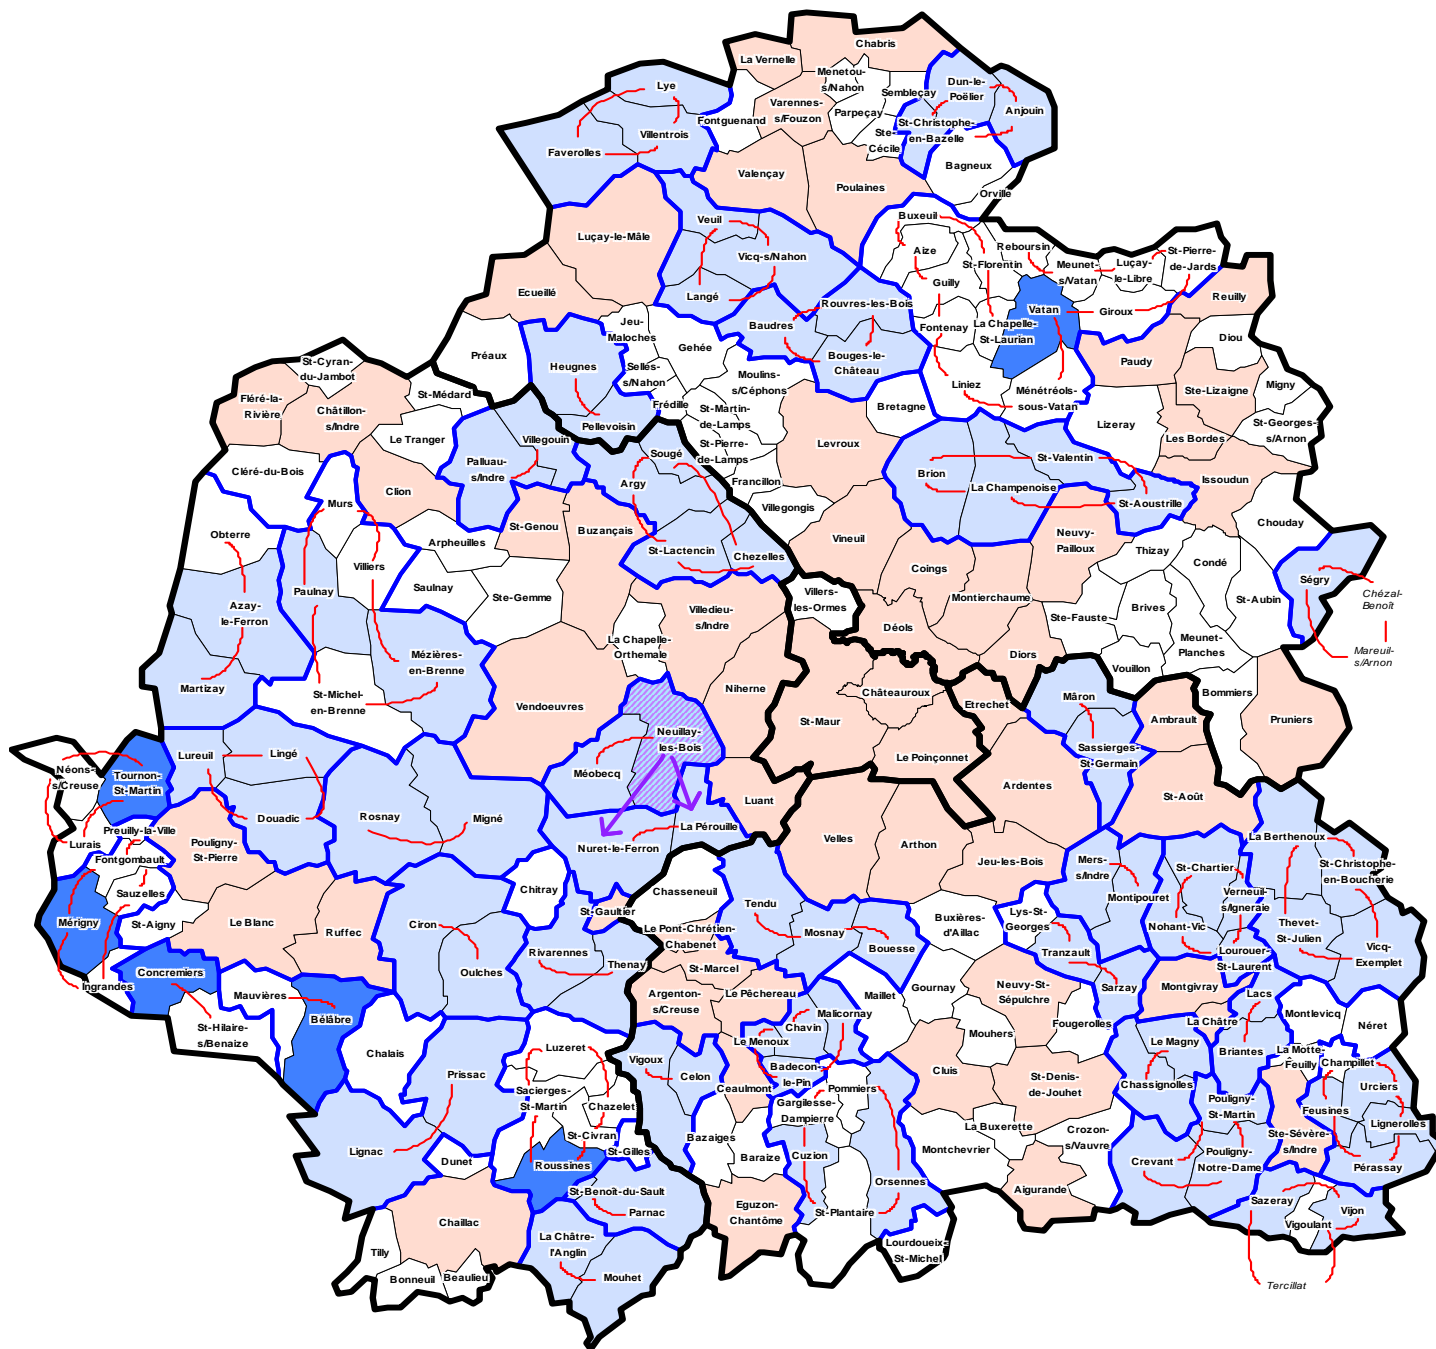 Chabris
La Vernelle
Menetou-
s/Nahon
Sembleçay
Dun-le-
Poëlier
Anjouin
Lye
Varennes-
s/Fouzon
Parpeçay
Fontguenand
St-Christophe-
en-Bazelle
Villentrois
Ste-
Cécile
Faverolles
Bagneux
Valençay
Poulaines
Orville
Buxeuil
Veuil
Luçay-le-Mâle
Aize
Reboursin
St-Pierre-
de-Jards
Vicq-s/Nahon
St-Florentin
Meunet-
s/Vatan
Luçay-
le-Libre
Guilly
Ecueillé
Langé
Rouvres-les-Bois
Reuilly
Vatan
Giroux
Jeu-
Maloches
Baudres
Fontenay
La Chapelle-
St-Laurian
Diou
Gehée
Préaux
Bouges-le-
Château
Paudy
St-Cyran-
du-Jambot
Heugnes
Selles-
s/Nahon
Moulins-
s/Céphons
Liniez
Ménétréols-
sous-Vatan
Ste-Lizaigne
Migny
St-Médard
Fléré-la-
Rivière
Châtillon-
s/Indre
Frédille
St-Martin-
de-Lamps
Bretagne
St-Georges-
s/Arnon
Pellevoisin
Lizeray
Le Tranger
Villegouin
St-Pierre-
de-Lamps
Levroux
Les Bordes
Sougé
Palluau-
s/Indre
St-Valentin
Cléré-du-Bois
Brion
Argy
Francillon
La Champenoise
Issoudun
Clion
Murs
Villegongis
St-Aoustrille
St-Genou
Buzançais
Chouday
Obterre
Arpheuilles
Vineuil
Neuvy-
Pailloux
St-Lactencin
Chezelles
Thizay
Condé
Villiers
Coings
Ségry
Saulnay
Paulnay
Ste-Gemme
Villers-
les-Ormes
Montierchaume
Chézal-
Benoît
Azay-
le-Ferron
Villedieu-
s/Indre
Brives
St-Aubin
Déols
Ste-Fauste
La Chapelle-
Orthemale
Meunet-
Planches
Mézières-
en-Brenne
Diors
Vouillon
Mareuil-
s/Arnon
Martizay
St-Michel-
en-Brenne
Niherne
Châteauroux
Mâron
Bommiers
Vendoeuvres
Etrechet
St-Maur
Ambrault
Pruniers
Neuillay-
les-Bois
Sassierges-
St-Germain
Lureuil
Lingé
Le Poinçonnet
Néons-
s/Creuse
Tournon-
St-Martin
Méobecq
Ardentes
Luant
St-Août
Douadic
Rosnay
Migné
La Pérouille
Preuilly-la-Ville
Velles
La Berthenoux
Lurais
Pouligny-
St-Pierre
Nuret-le-Ferron
Arthon
Fontgombault
Jeu-les-Bois
Mers-
s/Indre
St-Chartier
St-Christophe-
en-Boucherie
Sauzelles
Chitray
Chasseneuil
Verneuil-
s/Igneraie
Montipouret
Tendu
Mérigny
St-Aigny
Le Blanc
St-Gaultier
Buxières-
d'Aillac
Lys-St-
Georges
Nohant-Vic
Thevet-
St-Julien
Ruffec
Ciron
Le Pont-Chrétien-
Chabenet
Mosnay
Bouesse
Vicq-
Exemplet
Rivarennes
Tranzault
Lourouer-
St-Laurent
Concremiers
Oulches
Thenay
St-Marcel
Ingrandes
Sarzay
Montgivray
Mauvières
Argenton-
s/Creuse
Le Pêchereau
Maillet
Gournay
Neuvy-St-
Sépulchre
Lacs
Bélâbre
Malicornay
Montlevicq
St-Hilaire-
s/Benaize
Chavin
Fougerolles
La Châtre
Néret
Mouhers
Le Menoux
Le Magny
Luzeret
Chalais
Vigoux
Briantes
La Motte-
Feuilly
Champillet
Badecon-
le-Pin
Cluis
Prissac
Celon
Chassignolles
Urciers
Ceaulmont
Pommiers
St-Denis-
de-Jouhet
Sacierges-
St-Martin
Chazelet
Gargilesse-
Dampierre
Pouligny-
St-Martin
Feusines
Lignerolles
St-Civran
La Buxerette
Crozon-
s/Vauvre
Ste-Sévère-
s/Indre
Bazaiges
Lignac
St-Gilles
Montchevrier
Dunet
Roussines
Baraize
Cuzion
Crevant
Pouligny-
Notre-Dame
Pérassay
Orsennes
Aigurande
St-Benoît-du-Sault
Eguzon-
Chantôme
Sazeray
Parnac
St-Plantaire
Vijon
Chaillac
Vigoulant
La Châtre-
l'Anglin
Tilly
Lourdoueix-
St-Michel
Bonneuil
Beaulieu
Mouhet
Tercillat